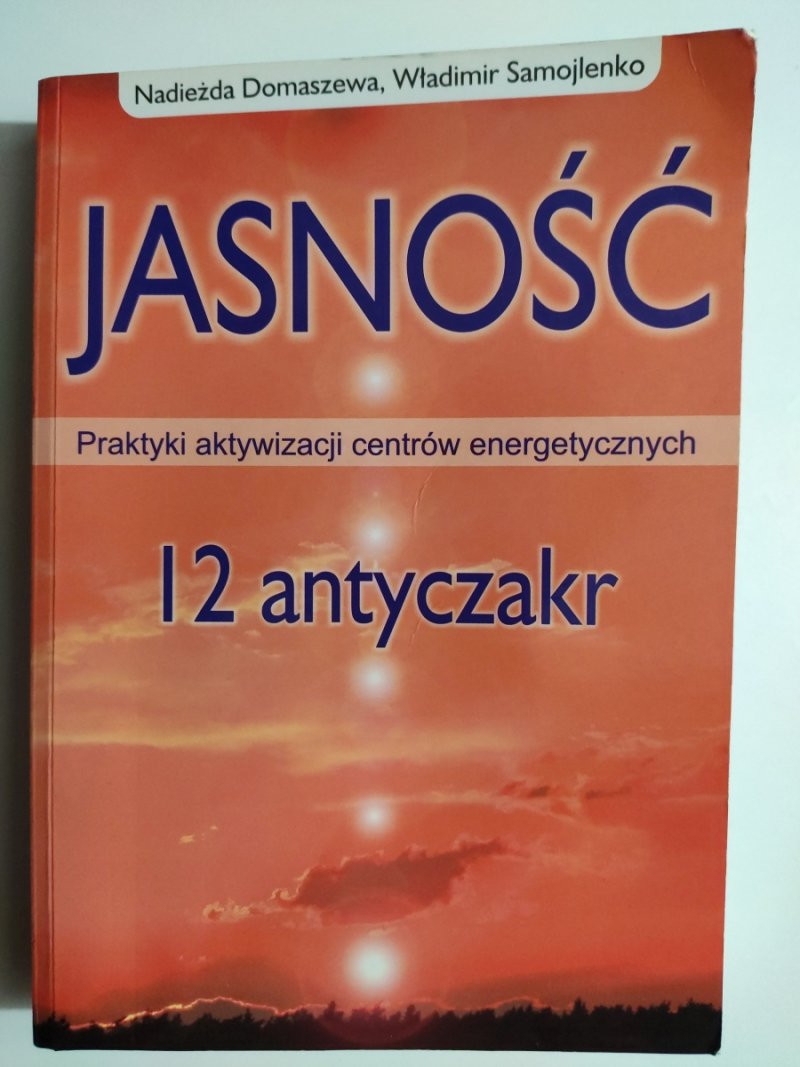 Nadieżda Domaszewa, Władimir Samojlenko
JASNOŚĆ
Praktyki aktywizacji centrów energetycznych
12 antyczakr